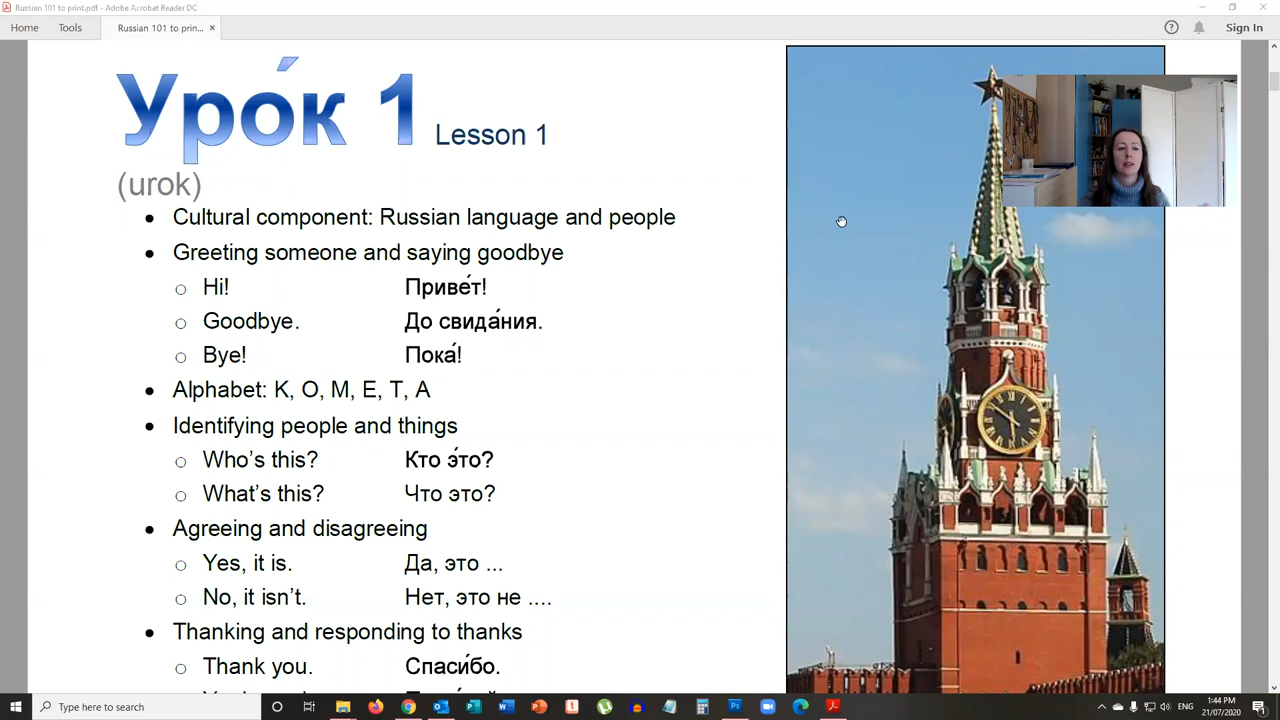 Russian 101 to print.pdf - Adobe Acrobat Reader DC
Home Tools Russian 101 to prin... × Sign In
Уро́к 1 Lesson 1
(urok)
• Cultural component: Russian language and people
• Greeting someone and saying goodbye
○ Hi! Приве́т!
○ Goodbye. До свида́ния.
○ Bye! Пока́!
• Alphabet: К, О, М, Е, Т, А
• Identifying people and things
○ Who's this? Кто э́то?
○ What's this? Что это?
• Agreeing and disagreeing
○ Yes, it is. Да, это ...
○ No, it isn't. Нет, это не ....
• Thanking and responding to thanks
○ Thank you. Спаси́бо.
Type here to search
1:44 PM
21/07/2020